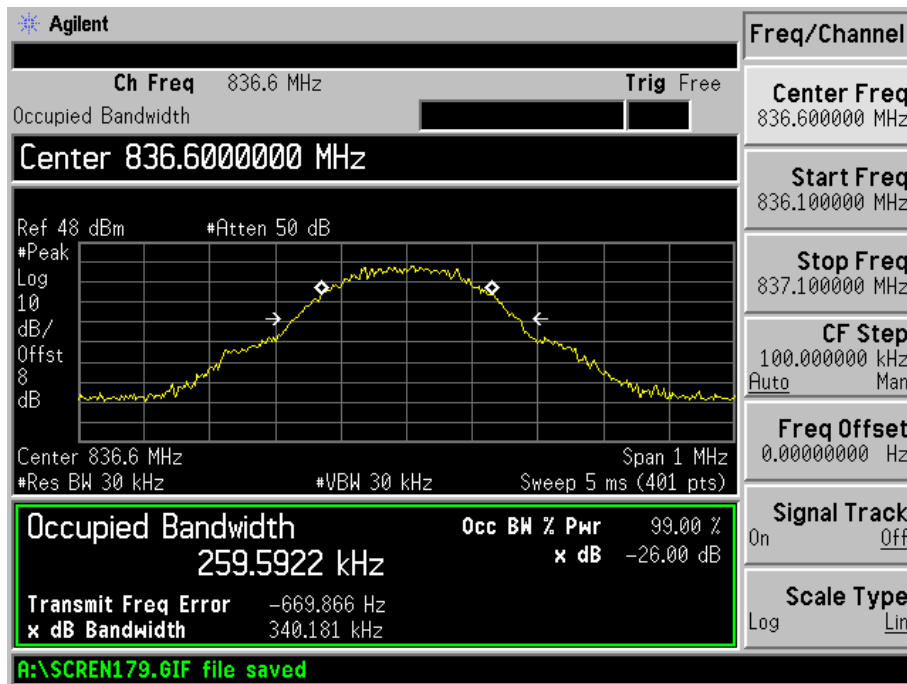 Agilent
Ch Freq 836.6 MHz Trig Free
Occupied Bandwidth
Center 836.6000000 MHz
Ref 48 dBm #Atten 50 dB
#Peak
Log
10
dB/
Offst
8
dB
Center 836.6 MHz Span 1 MHz
#Res BW 30 kHz #VBW 30 kHz Sweep 5 ms (401 pts)
Occupied Bandwidth
259.5922 kHz
Occ BW % Pwr 99.00 %
x dB -26.00 dB
Transmit Freq Error -669.866 Hz
x dB Bandwidth 340.181 kHz
A:\SCREN179.GIF file saved
Freq/Channel
Center Freq
836.600000 MHz
Start Freq
836.100000 MHz
Stop Freq
837.100000 MHz
CF Step
100.000000 kHz
Auto Man
Freq Offset
0.00000000 Hz
Signal Track
On Off
Scale Type
Log Lin